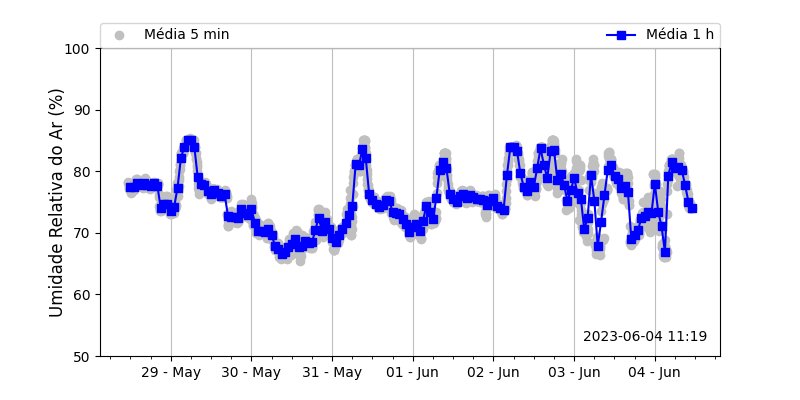 Média 5 min
Média 1 h
100
90
80
70
60
50
Umidade Relativa do Ar (%)
2023-06-04 11:19
29 - May
30 - May
31 - May
01 - Jun
02 - Jun
03 - Jun
04 - Jun